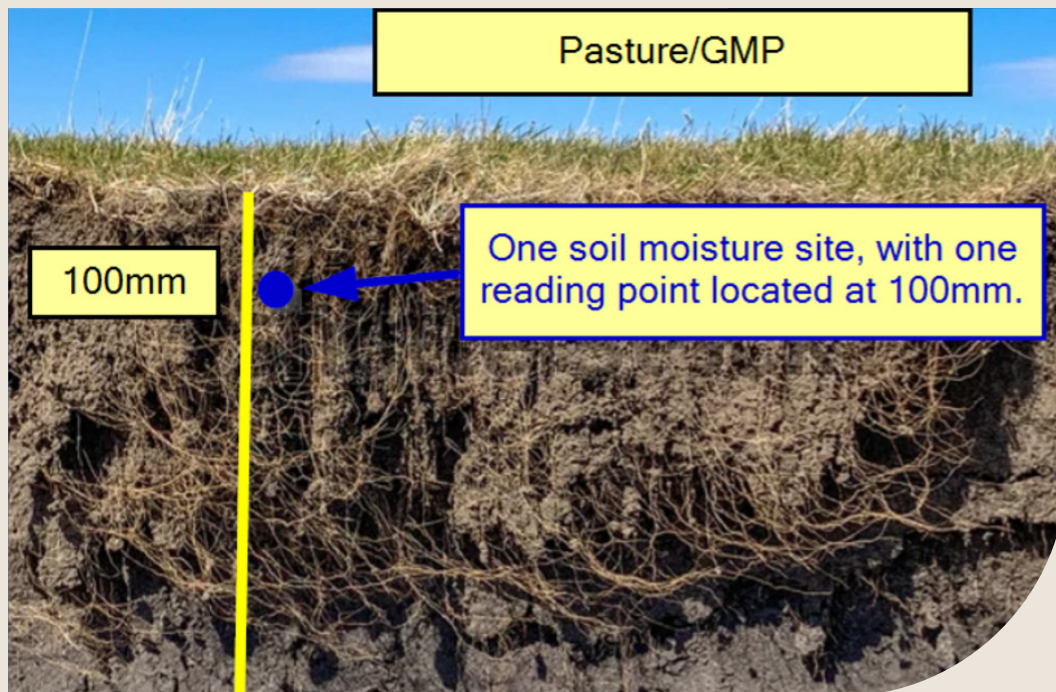 Pasture/GMP
100mm
One soil moisture site, with one
reading point located at 100mm.